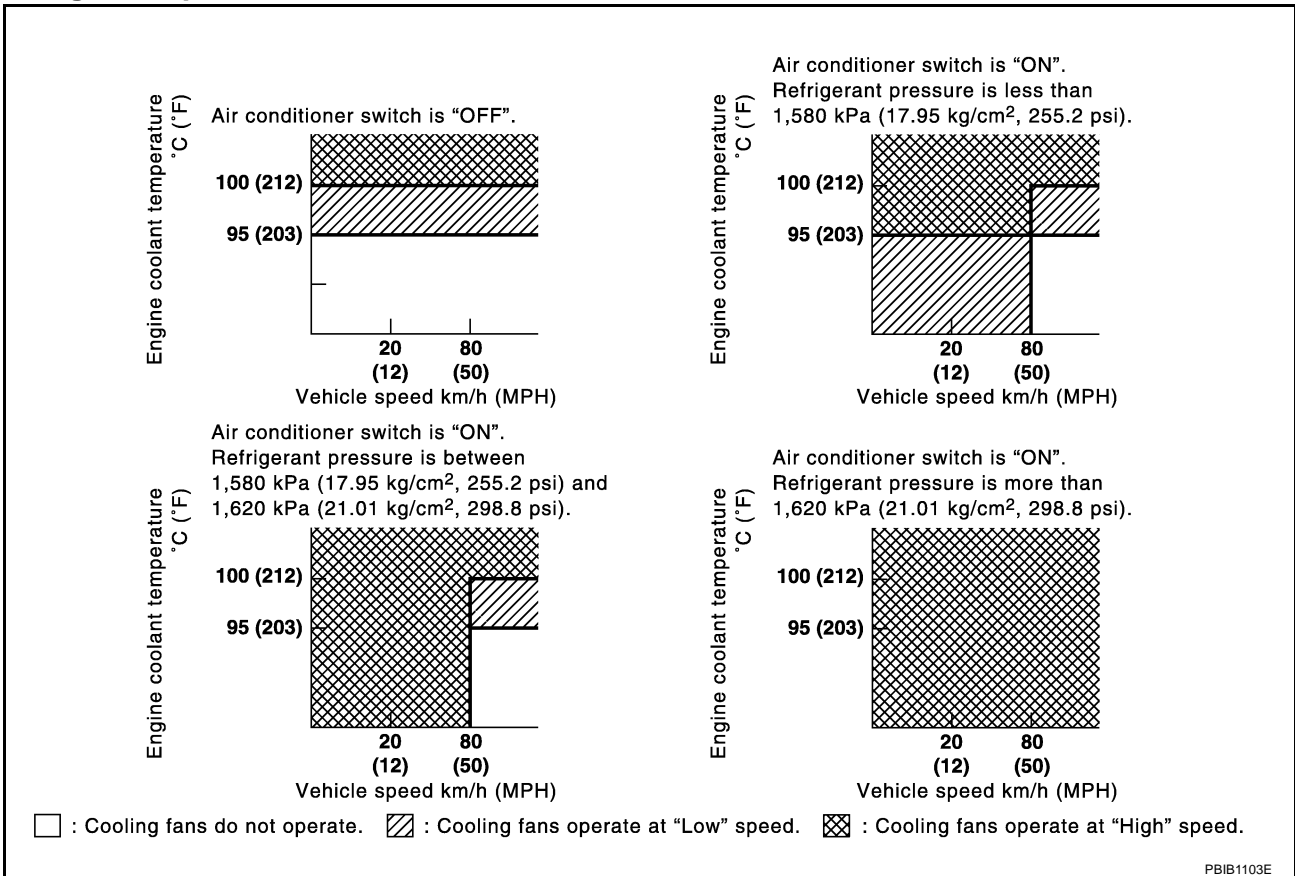 Air conditioner switch is “OFF”.
Engine coolant temperature
˚C (˚F)
100 (212)
95 (203)
20
(12)
80
(50)
Vehicle speed km/h (MPH)
Air conditioner switch is “ON”.
Refrigerant pressure is less than
1,580 kPa (17.95 kg/cm², 255.2 psi).
Engine coolant temperature
˚C (˚F)
100 (212)
95 (203)
20
(12)
80
(50)
Vehicle speed km/h (MPH)
Air conditioner switch is “ON”.
Refrigerant pressure is between
1,580 kPa (17.95 kg/cm², 255.2 psi) and
1,620 kPa (21.01 kg/cm², 298.8 psi).
Engine coolant temperature
˚C (˚F)
100 (212)
95 (203)
20
(12)
80
(50)
Vehicle speed km/h (MPH)
Air conditioner switch is “ON”.
Refrigerant pressure is more than
1,620 kPa (21.01 kg/cm², 298.8 psi).
Engine coolant temperature
˚C (˚F)
100 (212)
95 (203)
20
(12)
80
(50)
Vehicle speed km/h (MPH)
: Cooling fans do not operate. : Cooling fans operate at “Low” speed. : Cooling fans operate at “High” speed.
PBIB1103E